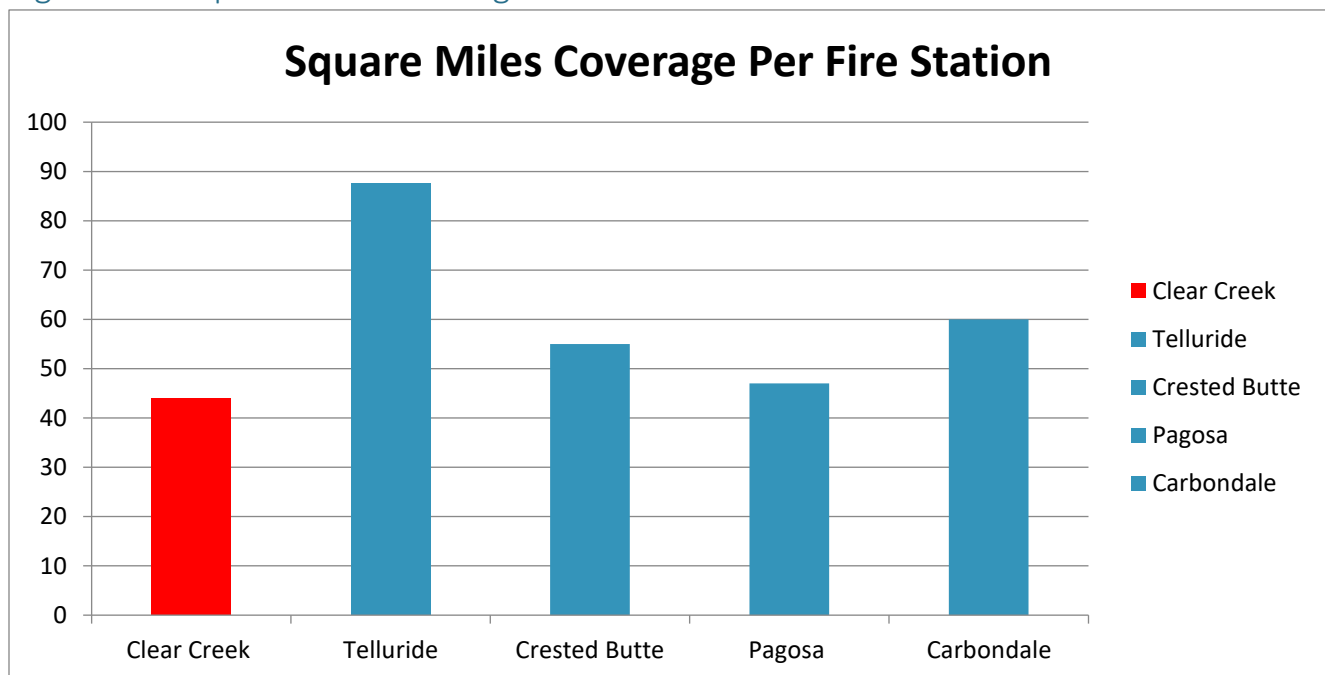 Square Miles Coverage Per Fire Station
100
90
80
70
60
50
40
30
20
10
0
Clear Creek Telluride Crested Butte Pagosa Carbondale
Clear Creek
Telluride
Crested Butte
Pagosa
Carbondale